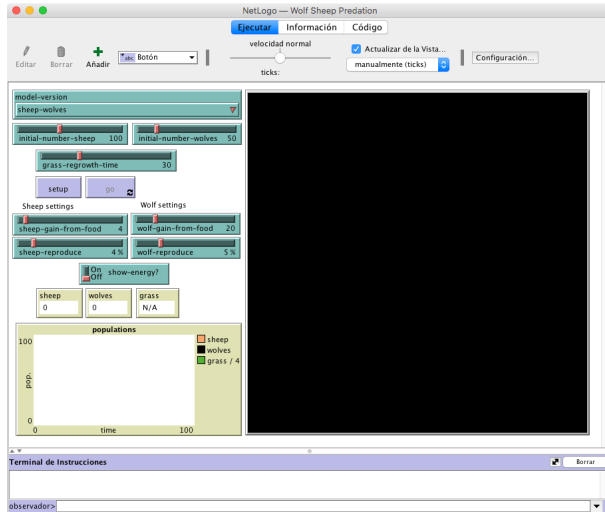 NetLogo — Wolf Sheep Predation
Ejecutar Información Código
Editar Borrar Añadir
abc Botón
velocidad normal
ticks:
Actualizar de la Vista...
manualmente (ticks)
Configuración...
model-version
sheep-wolves
initial-number-sheep 100
initial-number-wolves 50
grass-regrowth-time 30
setup
go
Sheep settings
Wolf settings
sheep-gain-from-food 4
wolf-gain-from-food 20
sheep-reproduce 4 %
wolf-reproduce 5 %
On
Off
show-energy?
sheep
0
wolves
0
grass
N/A
populations
100
pop.
0
0
time
100
sheep
wolves
grass / 4
Terminal de Instrucciones
Borrar
observador>